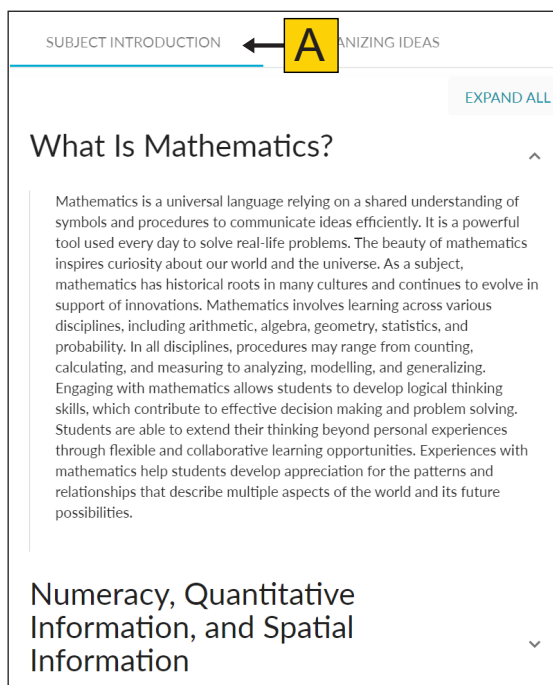 SUBJECT INTRODUCTION A ANIZING IDEAS
EXPAND ALL
What Is Mathematics?
Mathematics is a universal language relying on a shared understanding of
symbols and procedures to communicate ideas efficiently. It is a powerful
tool used every day to solve real-life problems. The beauty of mathematics
inspires curiosity about our world and the universe. As a subject,
mathematics has historical roots in many cultures and continues to evolve in
support of innovations. Mathematics involves learning across various
disciplines, including arithmetic, algebra, geometry, statistics, and
probability. In all disciplines, procedures may range from counting,
calculating, and measuring to analyzing, modelling, and generalizing.
Engaging with mathematics allows students to develop logical thinking
skills, which contribute to effective decision making and problem solving.
Students are able to extend their thinking beyond personal experiences
through flexible and collaborative learning opportunities. Experiences with
mathematics help students develop appreciation for the patterns and
relationships that describe multiple aspects of the world and its future
possibilities.
Numeracy, Quantitative
Information, and Spatial
Information